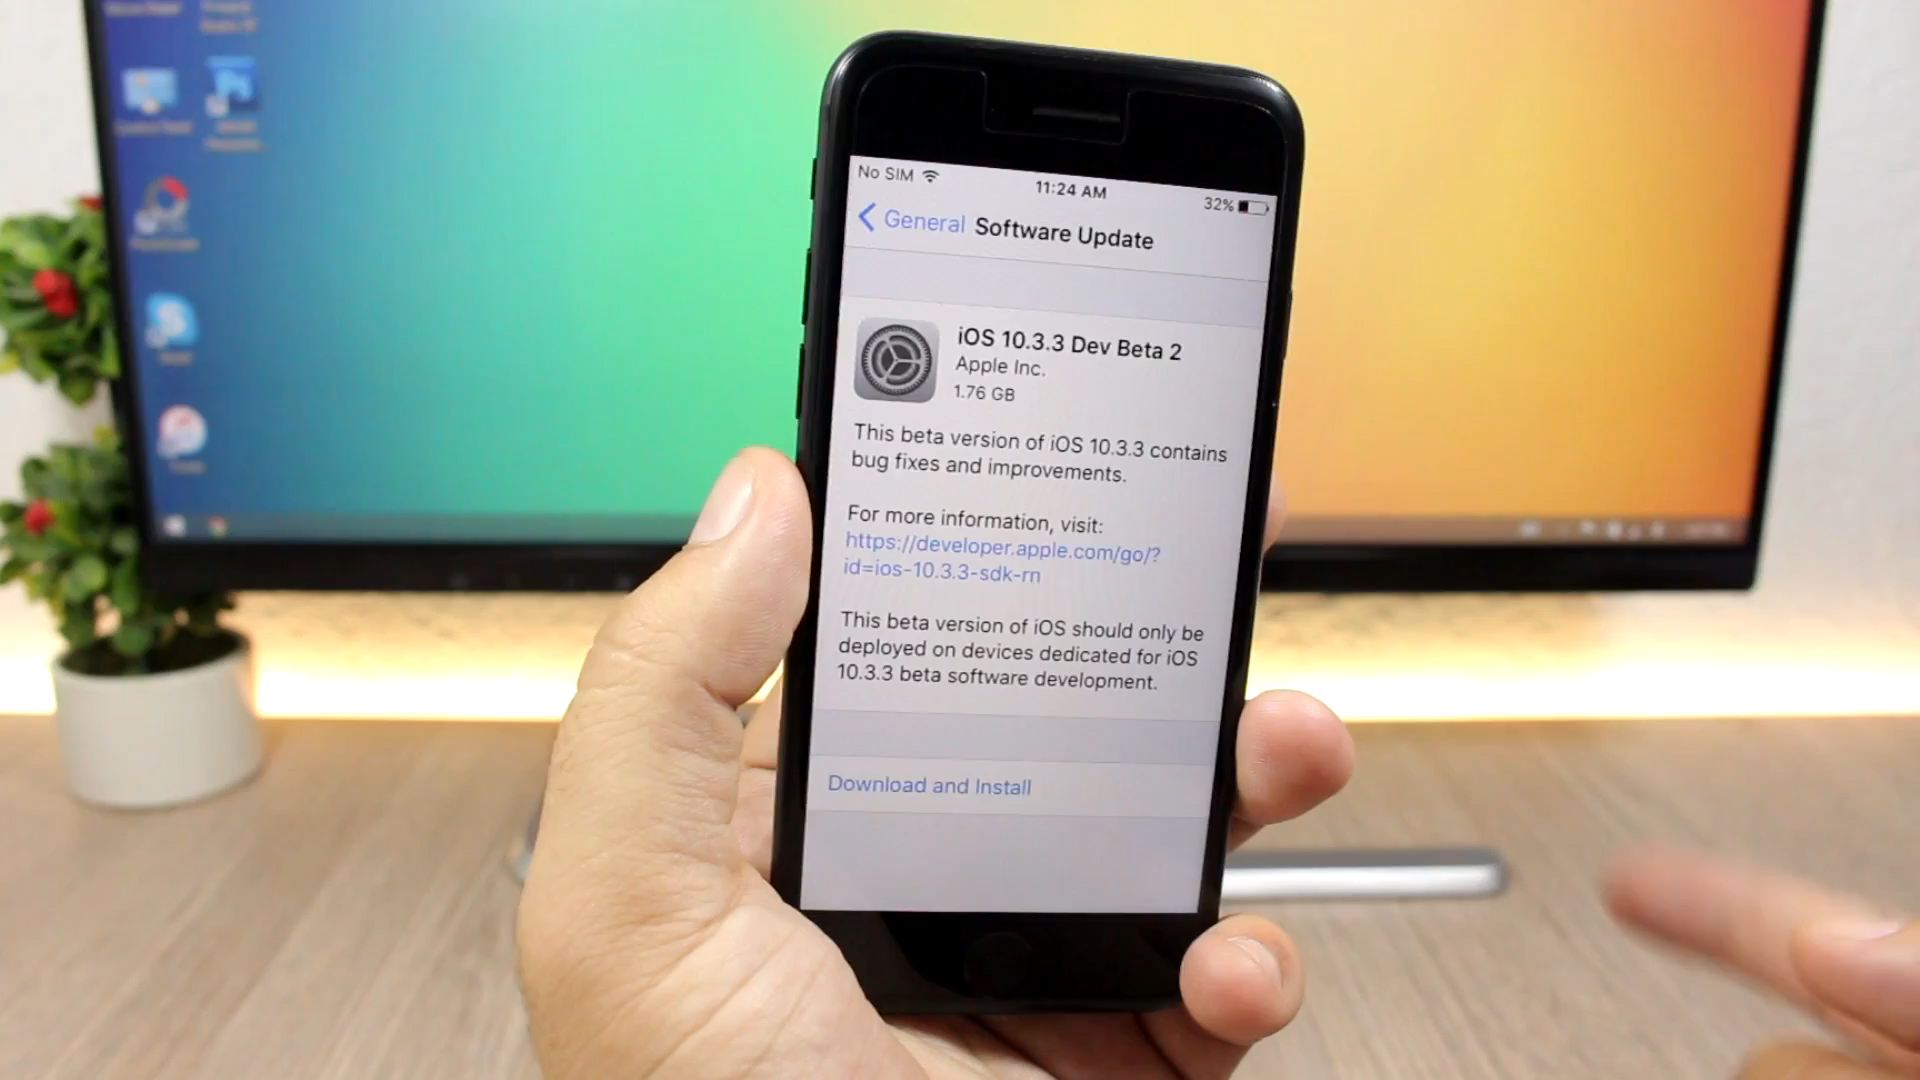 No SIM
11:24 AM
32%
General Software Update
iOS 10.3.3 Dev Beta 2
Apple Inc.
1.76 GB
This beta version of iOS 10.3.3 contains
bug fixes and improvements.
For more information, visit:
https://developer.apple.com/go/?
id=ios-10.3.3-sdk-rn
This beta version of iOS should only be
deployed on devices dedicated for iOS
10.3.3 beta software development.
Download and Install